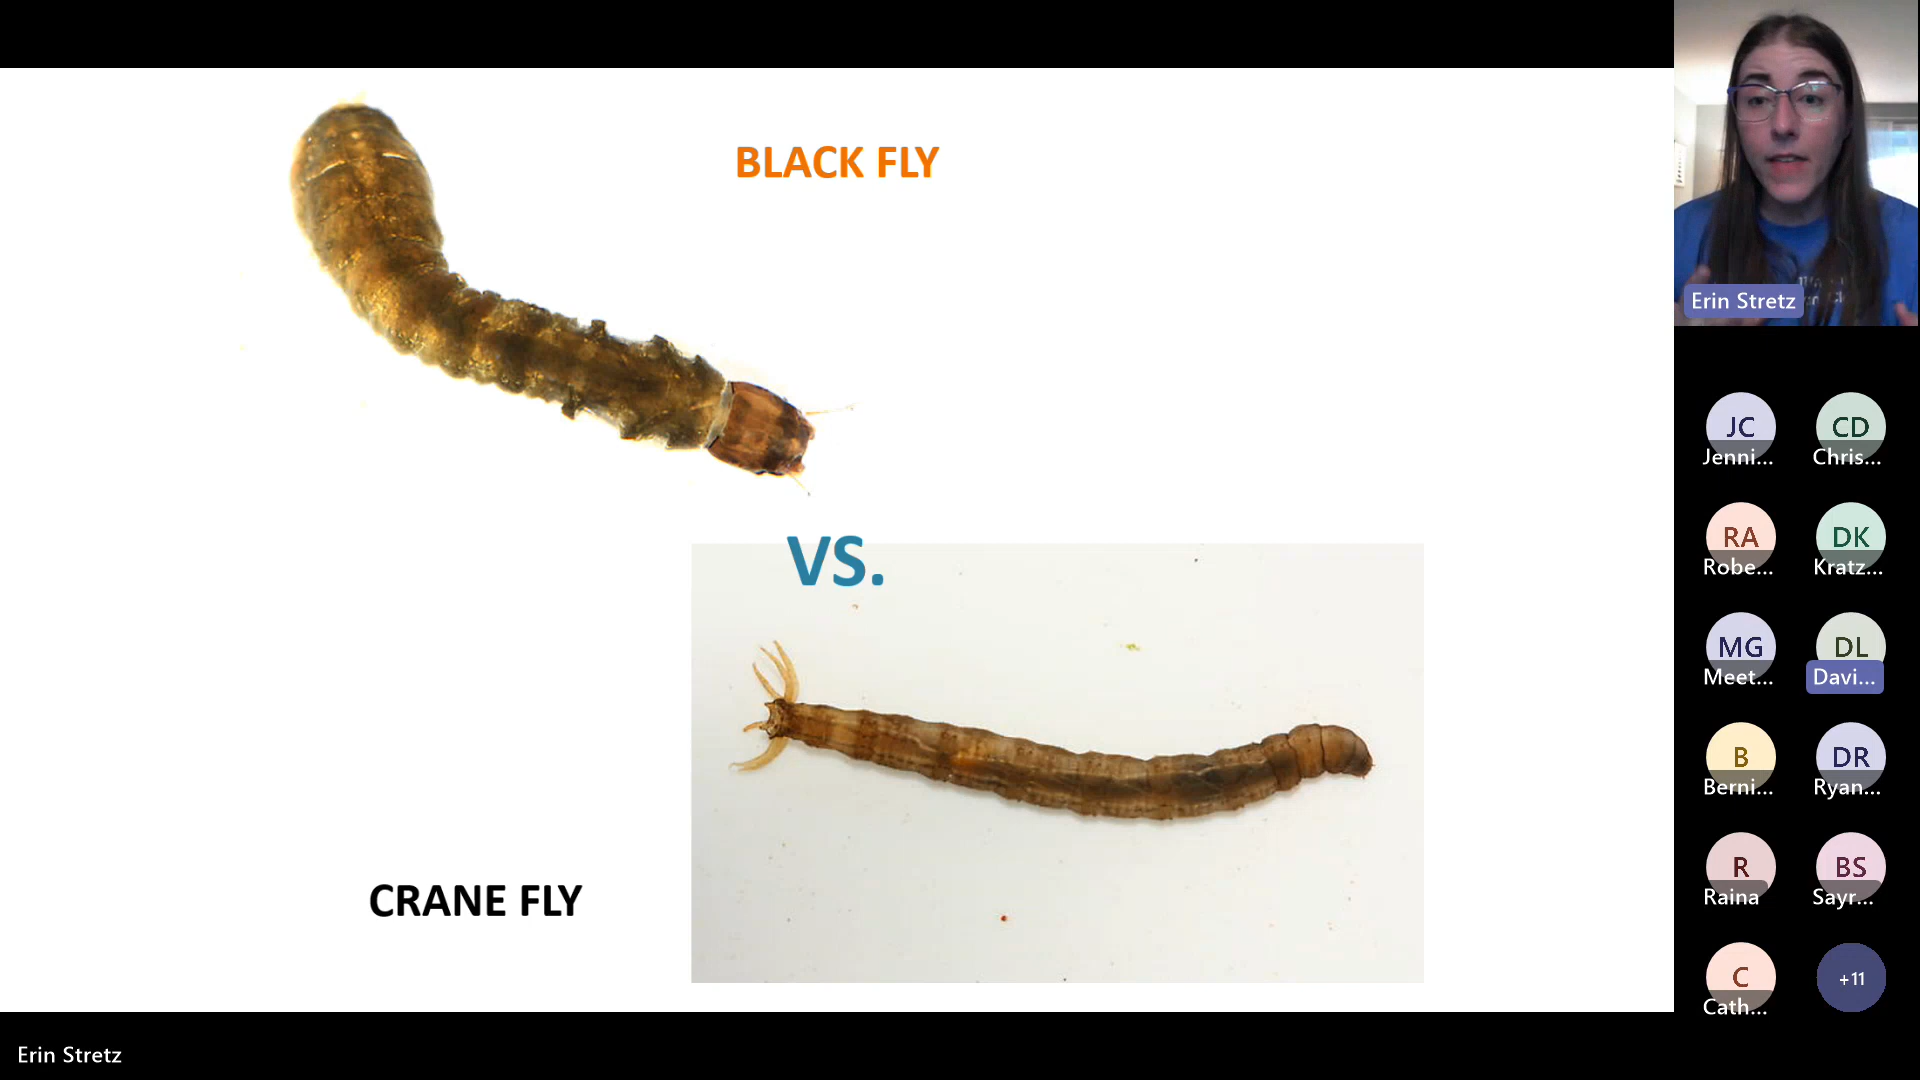 BLACK FLY
VS.
CRANE FLY
Erin Stretz
JC
Jenni...
CD
Chris...
RA
Robe...
DK
Kratz...
MG
Meet...
DL
Davi...
B
Berni...
DR
Ryan...
R
Raina
BS
Sayr...
C
Cath...
+11
Erin Stretz